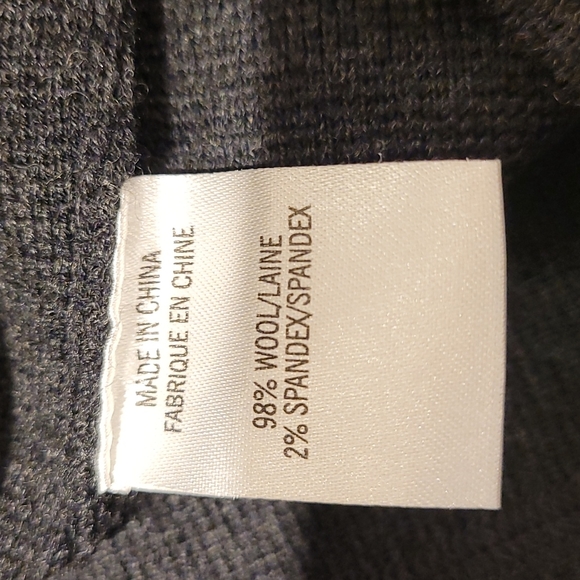 MADE IN CHINA
FABRIQUE EN CHINE
98% WOOL/LAINE
2% SPANDEX/SPANDEX